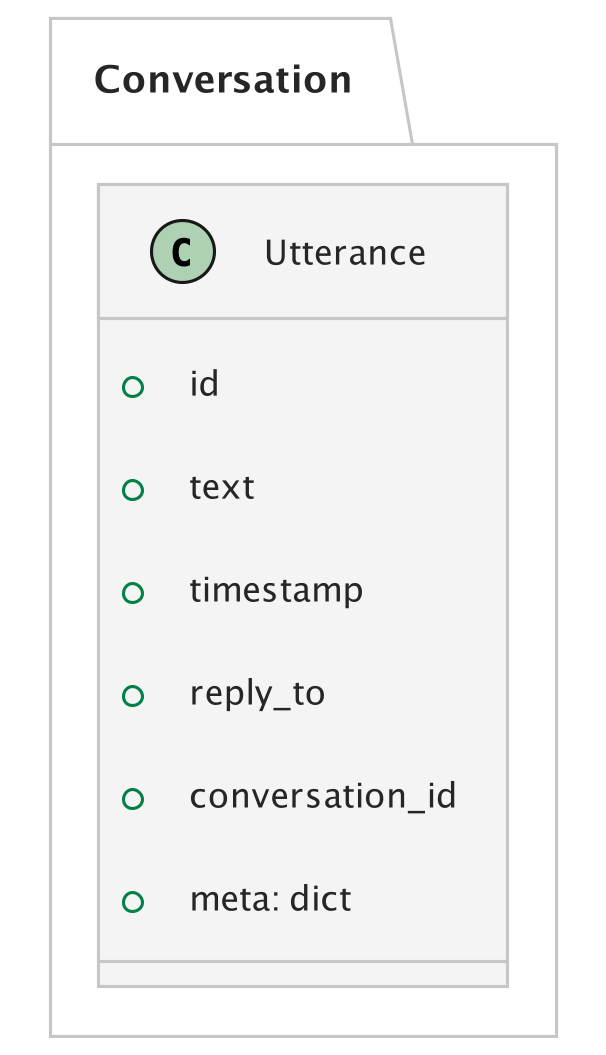 Conversation
C Utterance
id
text
timestamp
reply_to
conversation_id
meta: dict